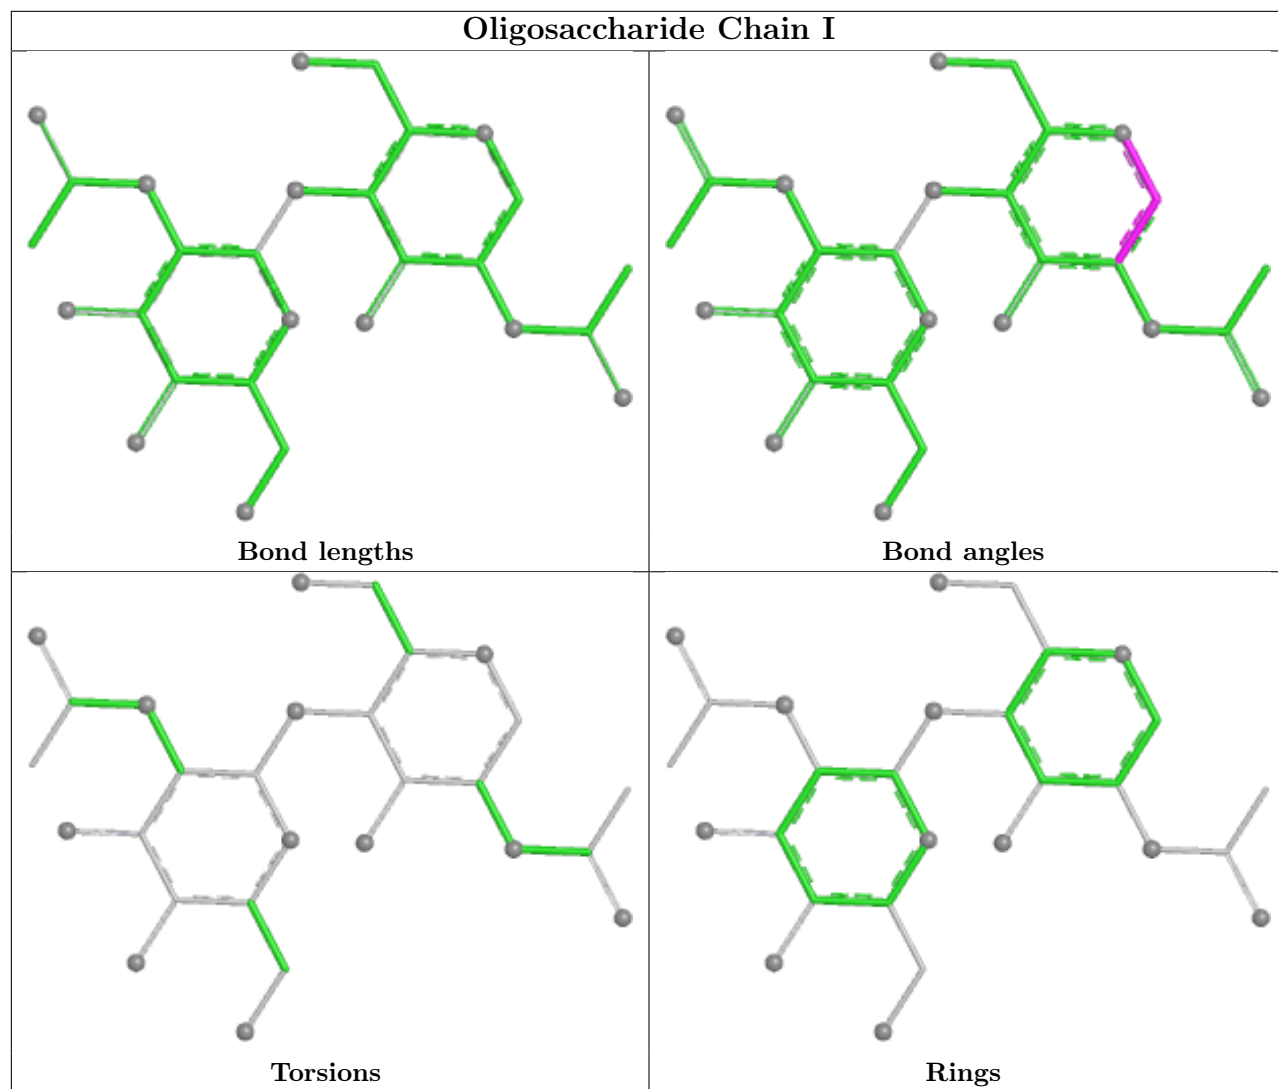 Oligosaccharide Chain I
Bond lengths
Bond angles
Torsions
Rings